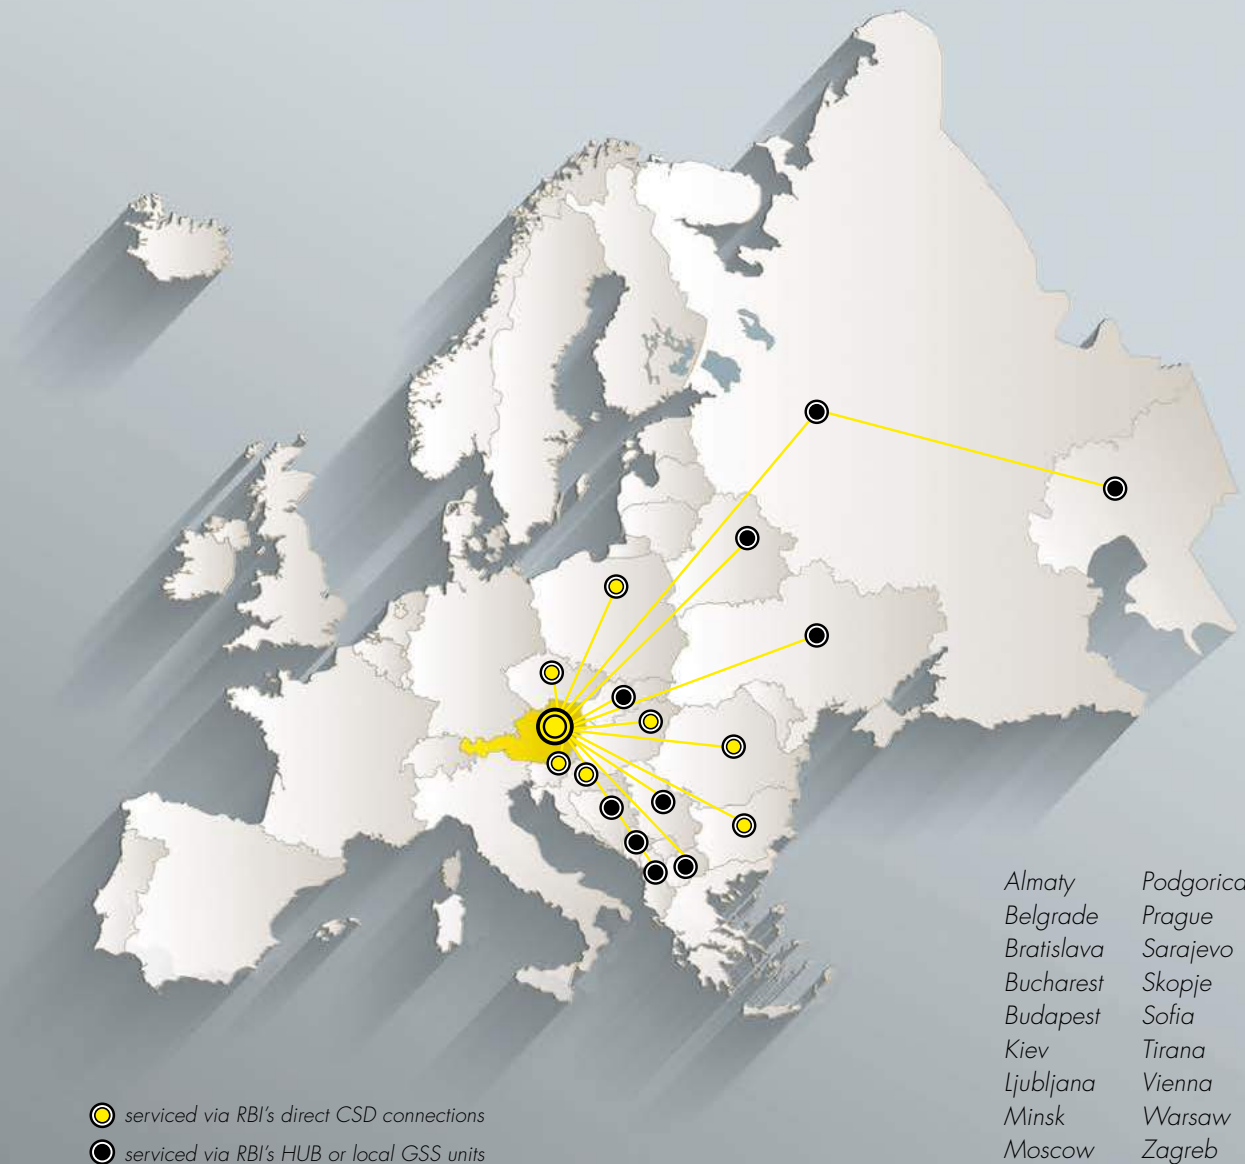 Almaty Podgorica
Belgrade Prague
Bratislava Sarajevo
Bucharest Skopje
Budapest Sofia
Kiev Tirana
Ljubljana Vienna
Minsk Warsaw
Moscow Zagreb
serviced via RBI's direct CSD connections
serviced via RBI's HUB or local GSS units